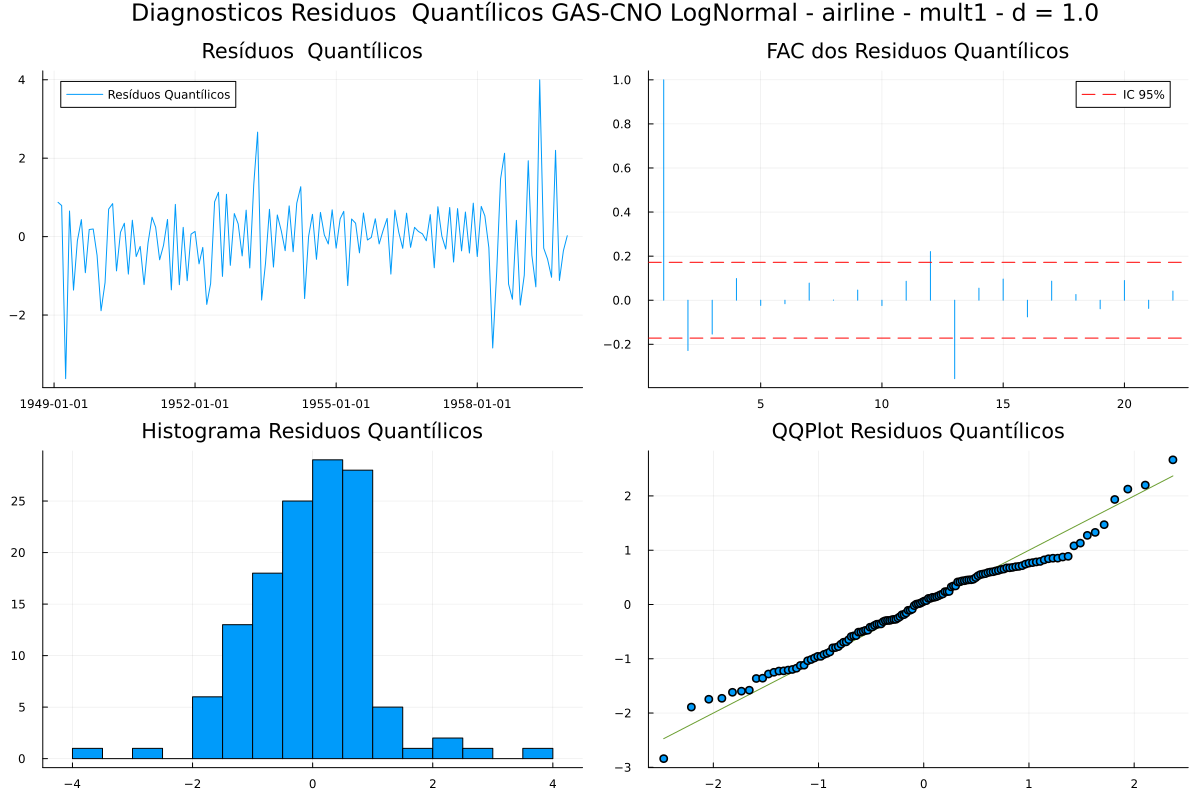 Diagnosticos Residuos  Quantílicos GAS-CNO LogNormal - airline - mult1 - d = 1.0
Resíduos  Quantílicos
4
2
0
−2
Resíduos Quantílicos
1949-01-01 1952-01-01 1955-01-01 1958-01-01
FAC dos Residuos Quantílicos
1.0
0.8
0.6
0.4
0.2
0.0
−0.2
IC 95%
5 10 15 20
Histograma Residuos Quantílicos
25
20
15
10
5
0
−4 −2 0 2 4
QQPlot Residuos Quantílicos
2
1
0
−1
−2
−3
−2 −1 0 1 2